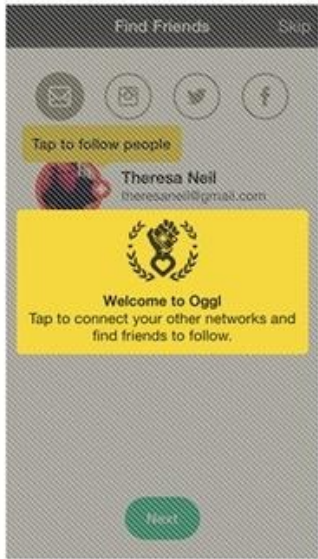 Find Friends Skip
Tap to follow people
Theresa Neil
theresaneil@gmail.com
Welcome to Oggl
Tap to connect your other networks and
find friends to follow.
Next